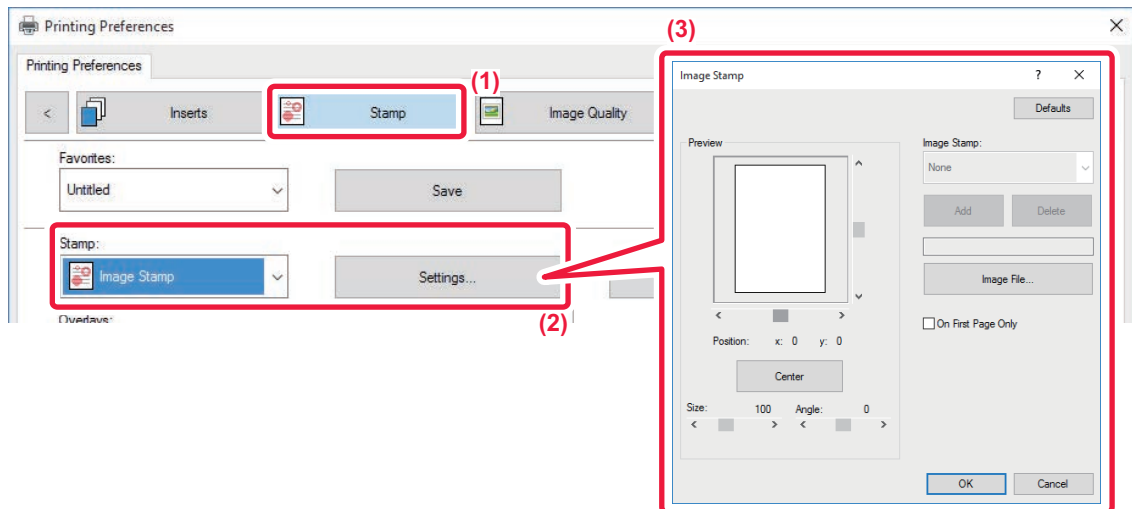 Printing Preferences
Printing Preferences
(1)
< Inserts Stamp Image Quality
Favorites:
Untitled Save
Stamp:
Image Stamp Settings...
(2)
Overlays:
(3)
Image Stamp ? X
Defaults
Preview
Position: x: 0 y: 0
Center
Size: 100 Angle: 0
< > < >
Image Stamp:
None
Add Delete
Image File...
On First Page Only
OK Cancel